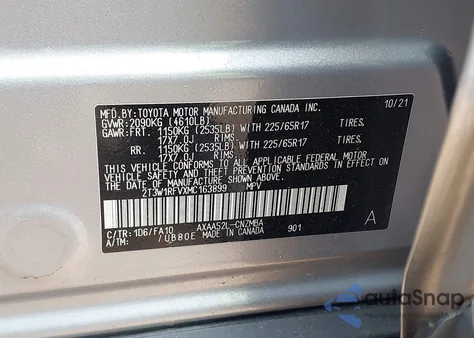 MFD. BY: TOYOTA MOTOR MANUFACTURING CANADA INC. 10/21
GVWR: 2090KG (4610LB)
GAWR: FRT. 1150KG (2535LB) WITH 225/65R17 TIRES,
17X7.0J RIMS,
RR. 1150KG (2535LB) WITH 225/65R17 TIRES,
17X7.0J RIMS,
THIS VEHICLE CONFORMS TO ALL APPLICABLE FEDERAL MOTOR
VEHICLE SAFETY, BUMPER, AND THEFT PREVENTION STANDARDS
IN EFFECT ON THE DATE OF MANUFACTURE SHOWN ABOVE.
2T3W1RFVXMC163899 MPV
C/TR: 1D6/FA10 AXAA52L-CNZMBA A
A/TM: /UB80E MADE IN CANADA 901
autoSnap